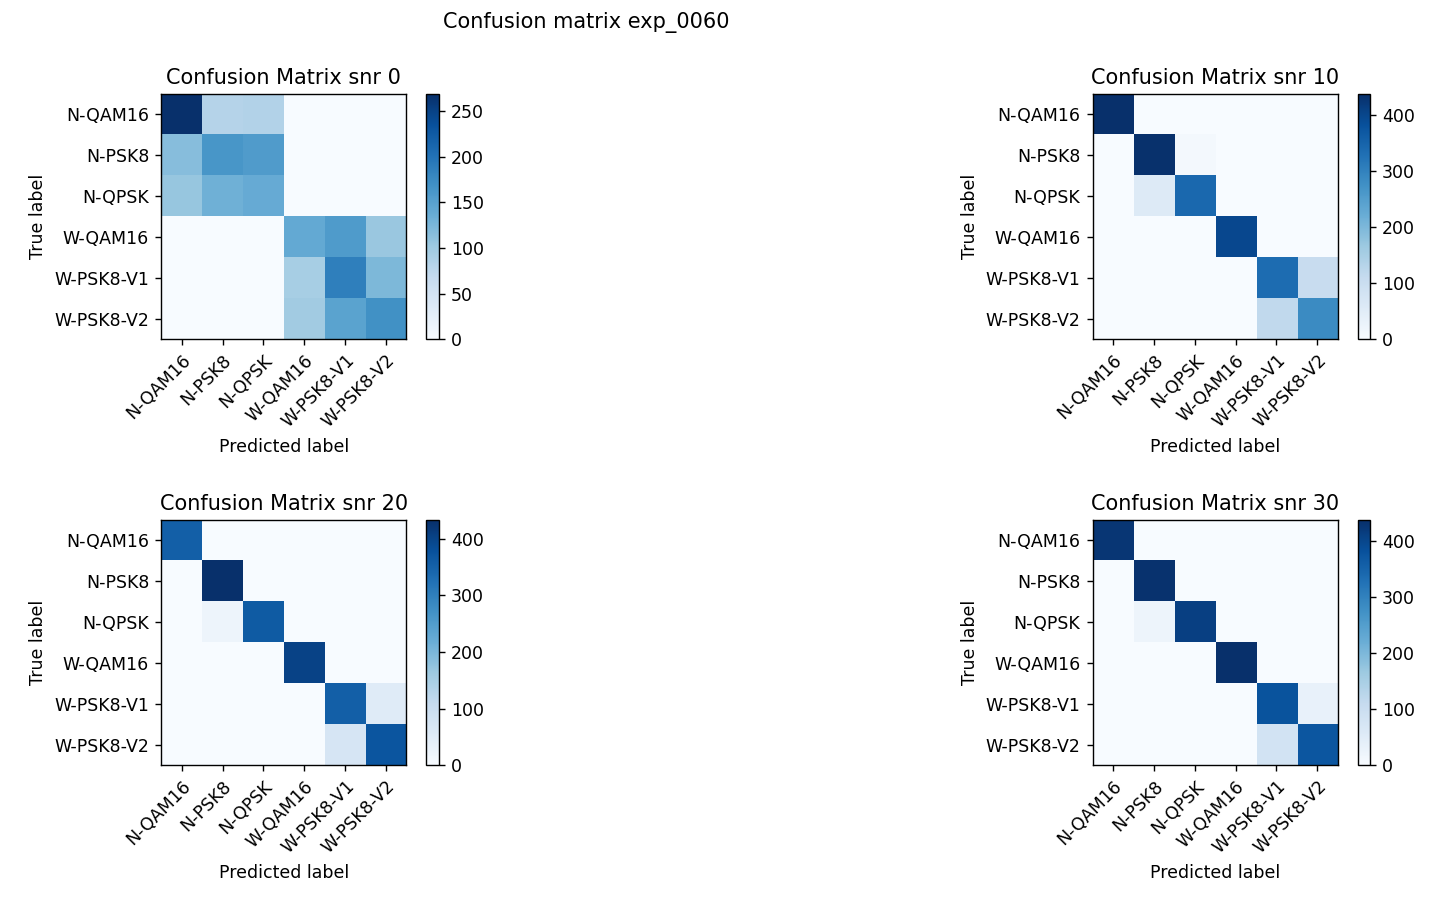 Confusion matrix exp_0060
Confusion Matrix snr 0
N-QAM16
N-PSK8
N-QPSK
W-QAM16
W-PSK8-V1
W-PSK8-V2
True label
N-QAM16
N-PSK8
N-QPSK
W-QAM16
W-PSK8-V1
W-PSK8-V2
Predicted label
250
200
150
100
50
0
Confusion Matrix snr 10
N-QAM16
N-PSK8
N-QPSK
W-QAM16
W-PSK8-V1
W-PSK8-V2
True label
N-QAM16
N-PSK8
N-QPSK
W-QAM16
W-PSK8-V1
W-PSK8-V2
Predicted label
400
300
200
100
0
Confusion Matrix snr 20
N-QAM16
N-PSK8
N-QPSK
W-QAM16
W-PSK8-V1
W-PSK8-V2
True label
N-QAM16
N-PSK8
N-QPSK
W-QAM16
W-PSK8-V1
W-PSK8-V2
Predicted label
400
300
200
100
0
Confusion Matrix snr 30
N-QAM16
N-PSK8
N-QPSK
W-QAM16
W-PSK8-V1
W-PSK8-V2
True label
N-QAM16
N-PSK8
N-QPSK
W-QAM16
W-PSK8-V1
W-PSK8-V2
Predicted label
400
300
200
100
0